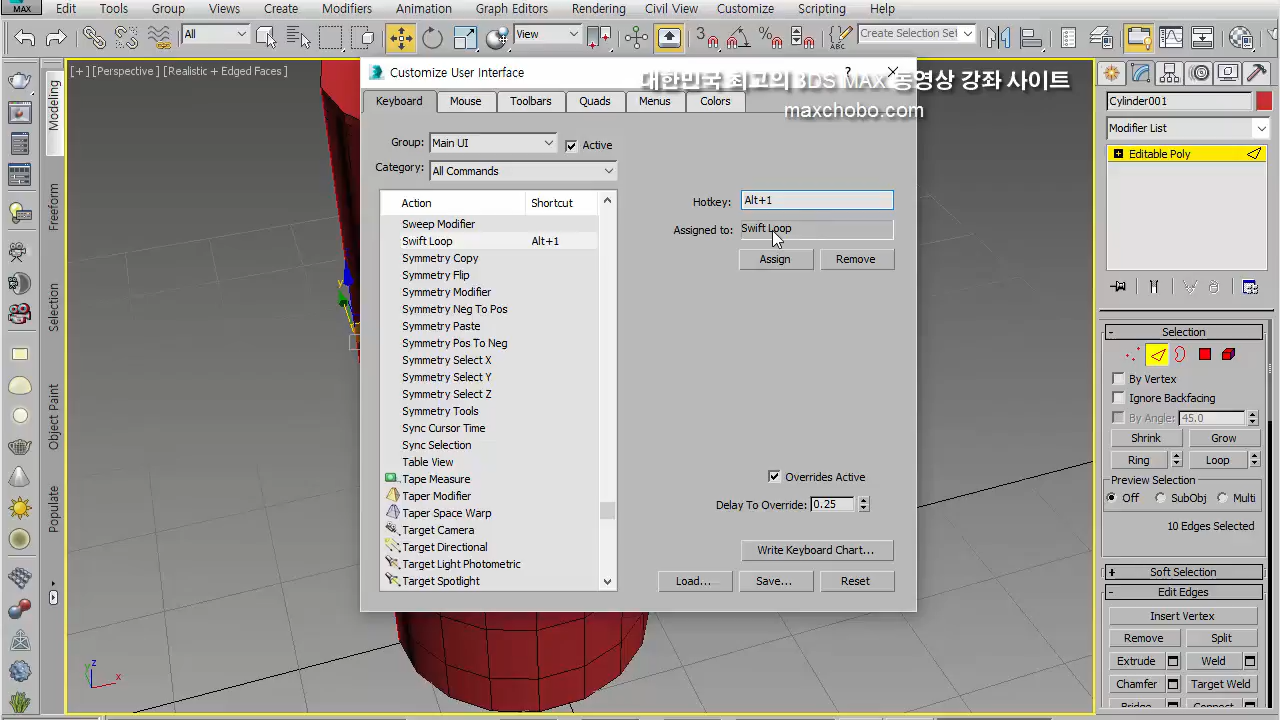 MAX
Edit Tools Group Views Create Modifiers Animation Graph Editors Rendering Civil View Customize Scripting Help
All
View
3
Create Selection Set
[+] [Perspective ] [Realistic + Edged Faces ]
Customize User Interface
?
대한민국 최고의 3DS MAX 동영상 강좌 사이트
maxchobo.com
Keyboard Mouse Toolbars Quads Menus Colors
Group: Main UI
Active
Category: All Commands
Action Shortcut
Sweep Modifier
Swift Loop Alt+1
Symmetry Copy
Symmetry Flip
Symmetry Modifier
Symmetry Neg To Pos
Symmetry Paste
Symmetry Pos To Neg
Symmetry Select X
Symmetry Select Y
Symmetry Select Z
Symmetry Tools
Sync Cursor Time
Sync Selection
Table View
Tape Measure
Taper Modifier
Taper Space Warp
Target Camera
Target Directional
Target Light Photometric
Target Spotlight
Hotkey: Alt+1
Assigned to: Swift Loop
Assign Remove
Overrides Active
Delay To Override: 0.25
Write Keyboard Chart...
Load... Save... Reset
Modeling
Freeform
Selection
Object Paint
Populate
y
z
x
Cylinder001
Modifier List
Editable Poly
- Selection
By Vertex
Ignore Backfacing
By Angle: 45.0
Shrink Grow
Ring Loop
Preview Selection
Off SubObj Multi
10 Edges Selected
+ Soft Selection
- Edit Edges
Insert Vertex
Remove Split
Extrude Weld
Chamfer Target Weld
Bridge Connect